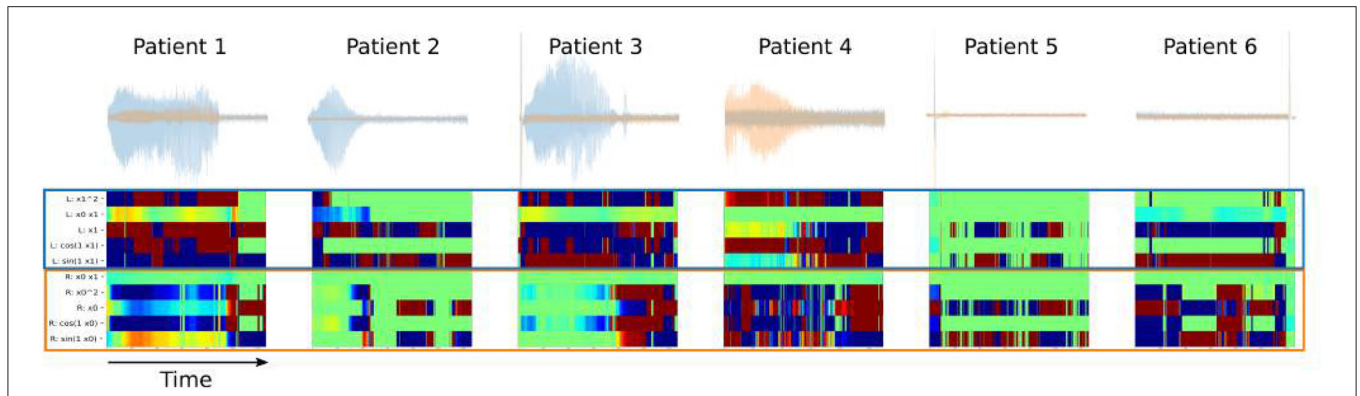 Patient 1 Patient 2 Patient 3 Patient 4 Patient 5 Patient 6
L: x1^2
L: x0 x1
L: x1
L: cos(1 x1)
L: sin(1 x1)
R: x0 x1
R: x0^2
R: x0
R: cos(1 x0)
R: sin(1 x0)
Time